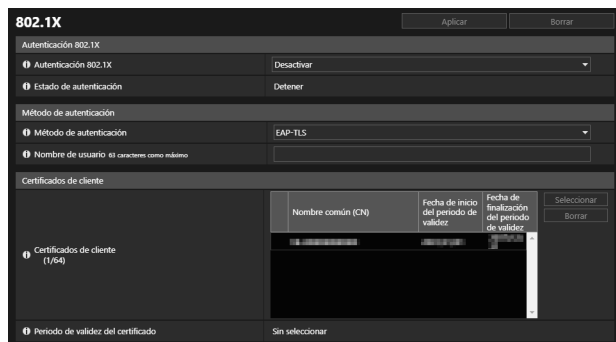 802.1X
Aplicar
Borrar
Autenticación 802.1X
Autenticación 802.1X
Desactivar
Estado de autenticación
Detener
Método de autenticación
Método de autenticación
EAP-TLS
Nombre de usuario 63 caracteres como máximo
Certificados de cliente
Nombre común (CN)
Fecha de inicio
del periodo de
validez
Fecha de
finalización
del periodo
de validez
Seleccionar
Borrar
Certificados de cliente
(1/64)
Periodo de validez del certificado
Sin seleccionar